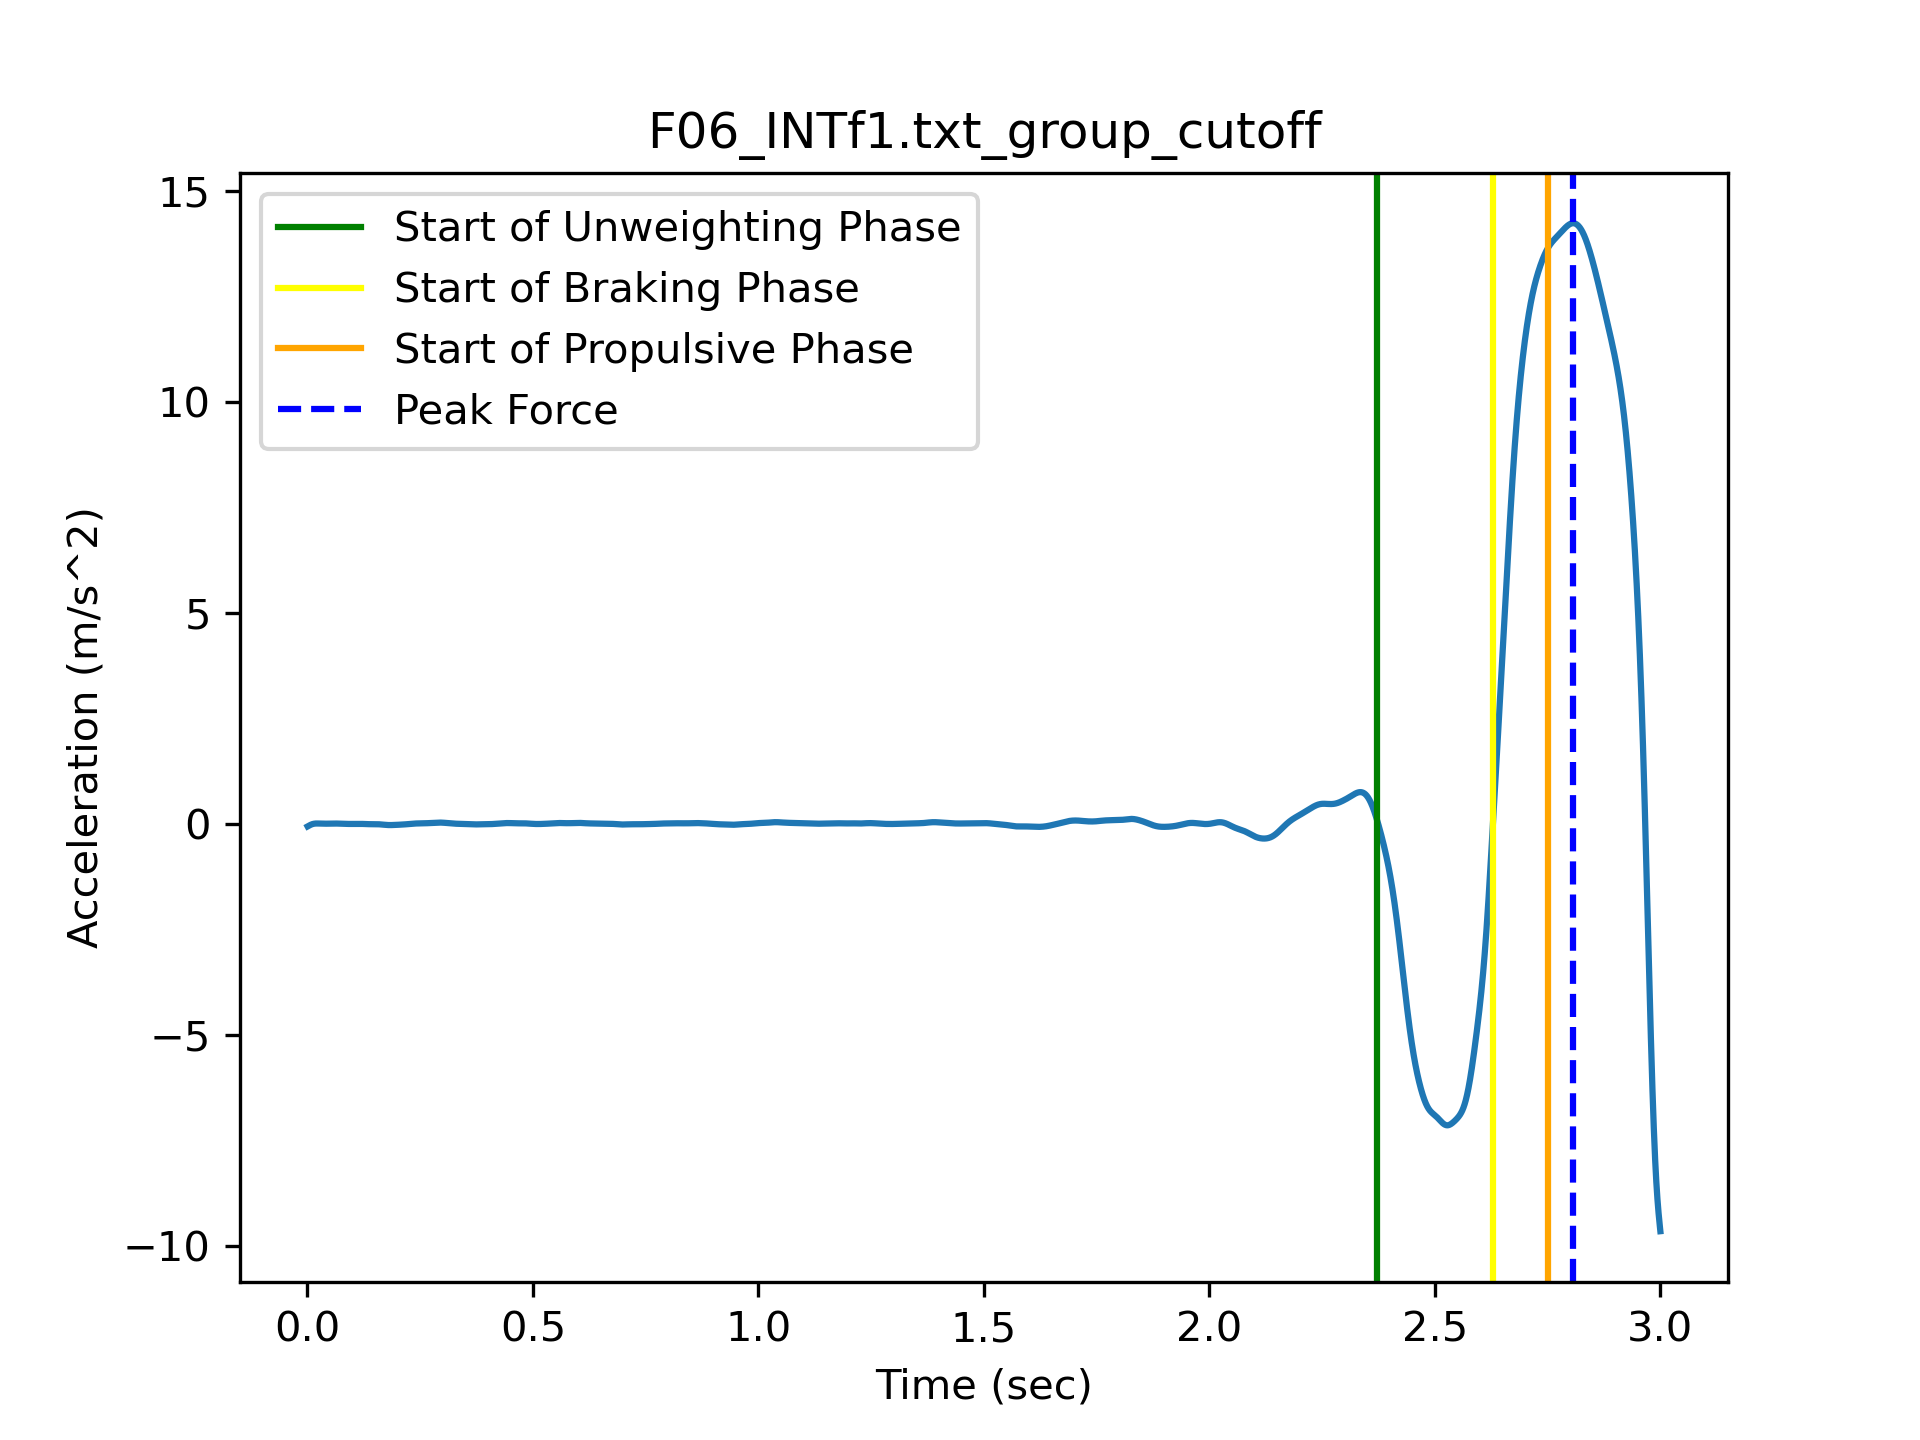 F06_INTf1.txt_group_cutoff
15
10
5
0
−5
−10
Acceleration (m/s^2)
Start of Unweighting Phase
Start of Braking Phase
Start of Propulsive Phase
Peak Force
0.0 0.5 1.0 1.5 2.0 2.5 3.0
Time (sec)